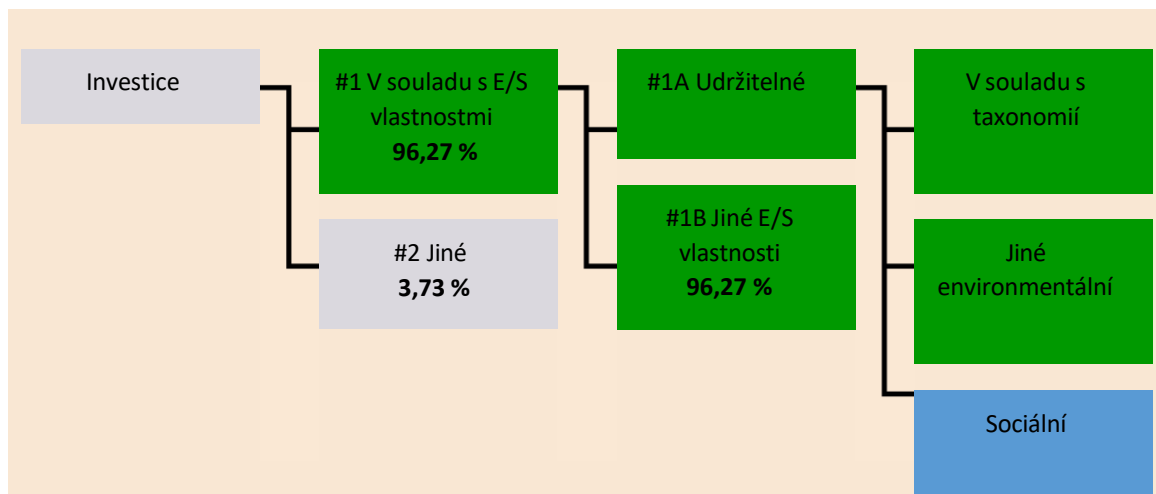 Investice
#1 V souladu s E/S
vlastnostmi
96,27 %
#2 Jiné
3,73 %
#1A Udržitelné
#1B Jiné E/S
vlastnosti
96,27 %
V souladu s
taxonomií
Jiné
environmentální
Sociální